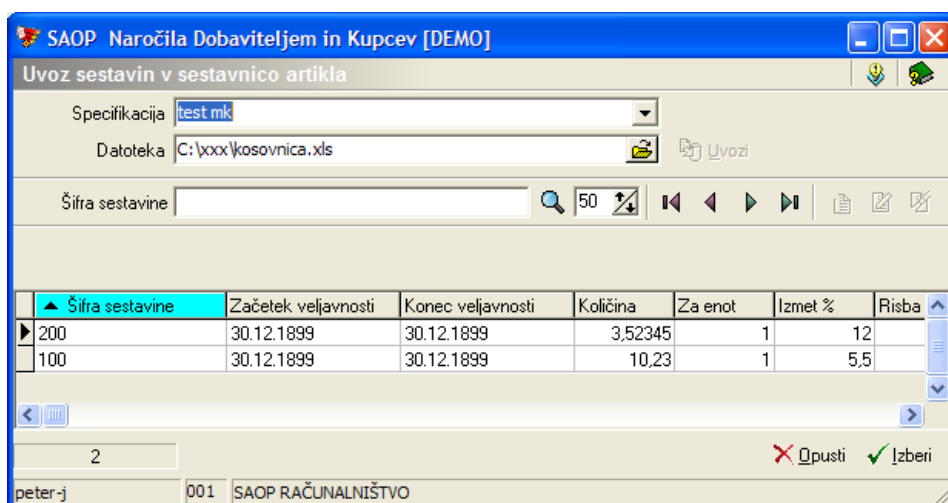 SAOP Naročila Dobaviteljem in Kupcev [DEMO]
Uvoz sestavin v sestavnico artikla
Specifikacija test mk
Datoteka C:\xxx\kosovnica.xls Uvozi
Šifra sestavine 50
Šifra sestavine Začetek veljavnosti Konec veljavnosti Količina Za enot Izmet % Risba
200 30.12.1899 30.12.1899 3,52345 1 12
100 30.12.1899 30.12.1899 10,23 1 5,5
2 Opusti Izberi
peter-j 001 SAOP RAČUNALNIŠTVO